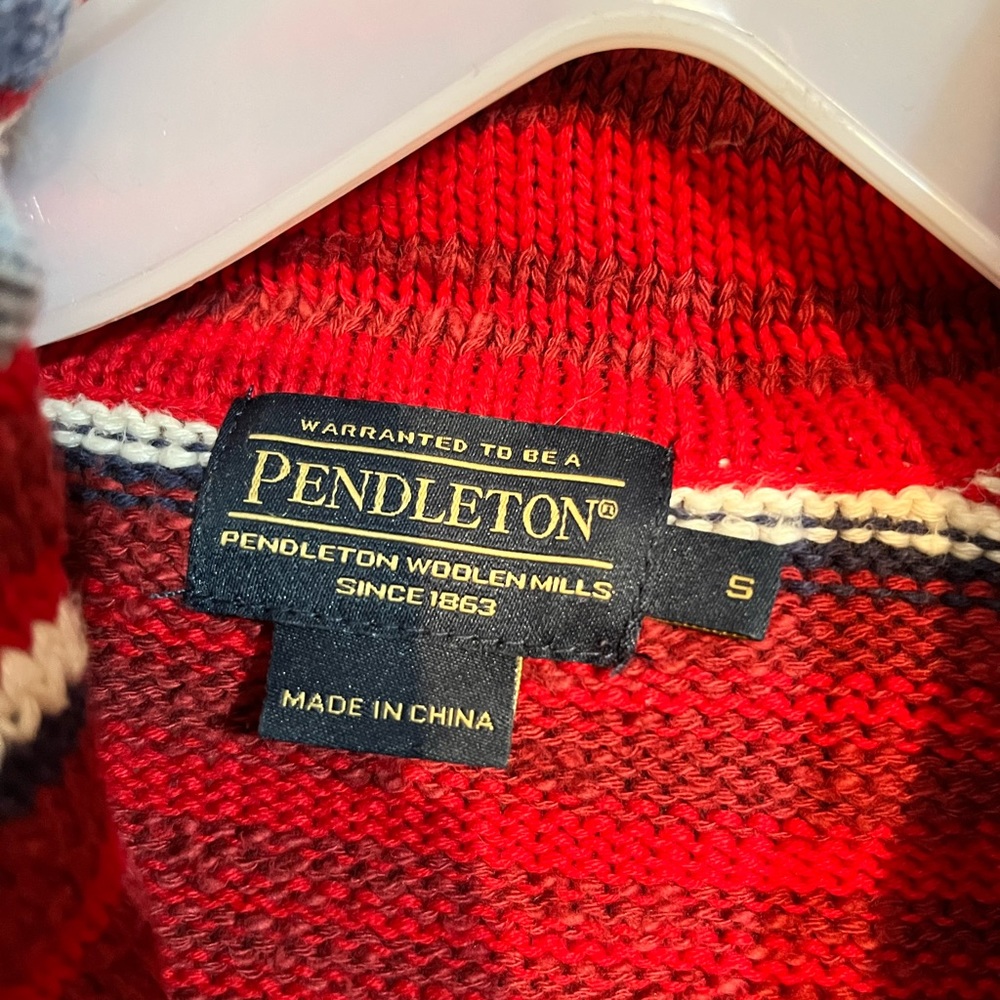 WARRANTED TO BE A
PENDLETON®
PENDLETON WOOLEN MILLS
SINCE 1863
S
MADE IN CHINA